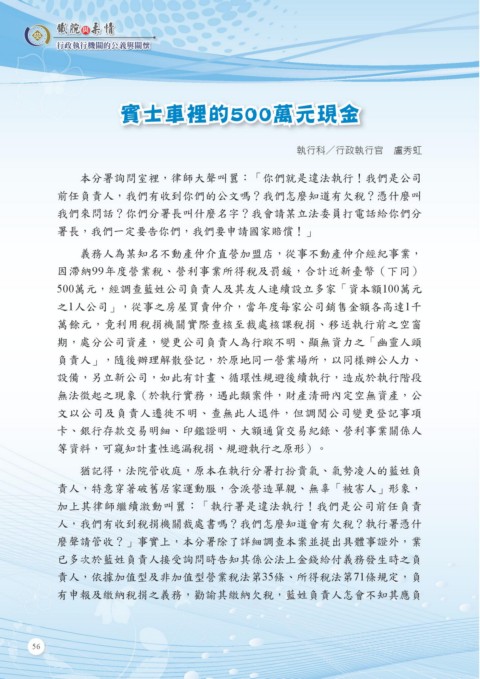 鐵腕與柔情
行政執行機關的公義與關懷
賓士車裡的500萬元現金
執行科／行政執行官　盧秀虹
本分署詢問室裡，律師大聲叫囂：「你們就是違法執行！我們是公司
前任負責人，我們有收到你們的公文嗎？我們怎麼知道有欠稅？憑什麼叫
我們來問話？你們分署長叫什麼名字？我會請某立法委員打電話給你們分
署長，我們一定要告你們，我們要申請國家賠償！」
義務人為某知名不動產仲介直營加盟店，從事不動產仲介經紀事業，
因滯納99年度營業稅、營利事業所得稅及罰鍰，合計近新臺幣（下同）
500萬元，經調查藍姓公司負責人及其友人連續設立多家「資本額100萬元
之1人公司」，從事之房屋買賣仲介，當年度每家公司銷售金額各高達1千
萬餘元，竟利用稅捐機關實際查核至裁處核課稅捐、移送執行前之空窗
期，處分公司資產，變更公司負責人為行蹤不明、顯無資力之「幽靈人頭
負責人」，隨後辦理解散登記，於原地同一營業場所，以同樣辦公人力、
設備，另立新公司，如此有計畫、循環性規避後續執行，造成於執行階段
無法徵起之現象（於執行實務，遇此類案件，財產清冊內定空無資產，公
文以公司及負責人遷徙不明、查無此人退件，但調閱公司變更登記事項
卡、銀行存款交易明細、印鑑證明、大額通貨交易紀錄、營利事業關係人
等資料，可窺知計畫性逃漏稅捐、規避執行之原形）。
猶記得，法院管收庭，原本在執行分署打扮貴氣、氣勢凌人的藍姓負
責人，特意穿著破舊居家運動服，含淚營造單親、無辜「被害人」形象，
加上其律師繼續激動叫囂：「執行署是違法執行！我們是公司前任負責
人，我們有收到稅捐機關裁處書嗎？我們怎麼知道會有欠稅？執行署憑什
麼聲請管收？」事實上，本分署除了詳細調查本案並提出具體事證外，業
已多次於藍姓負責人接受詢問時告知其係公法上金錢給付義務發生時之負
責人，依據加值型及非加值型營業稅法第35條、所得稅法第71條規定，負
有申報及繳納稅捐之義務，勸諭其繳納欠稅，藍姓負責人怎會不知其應負
56